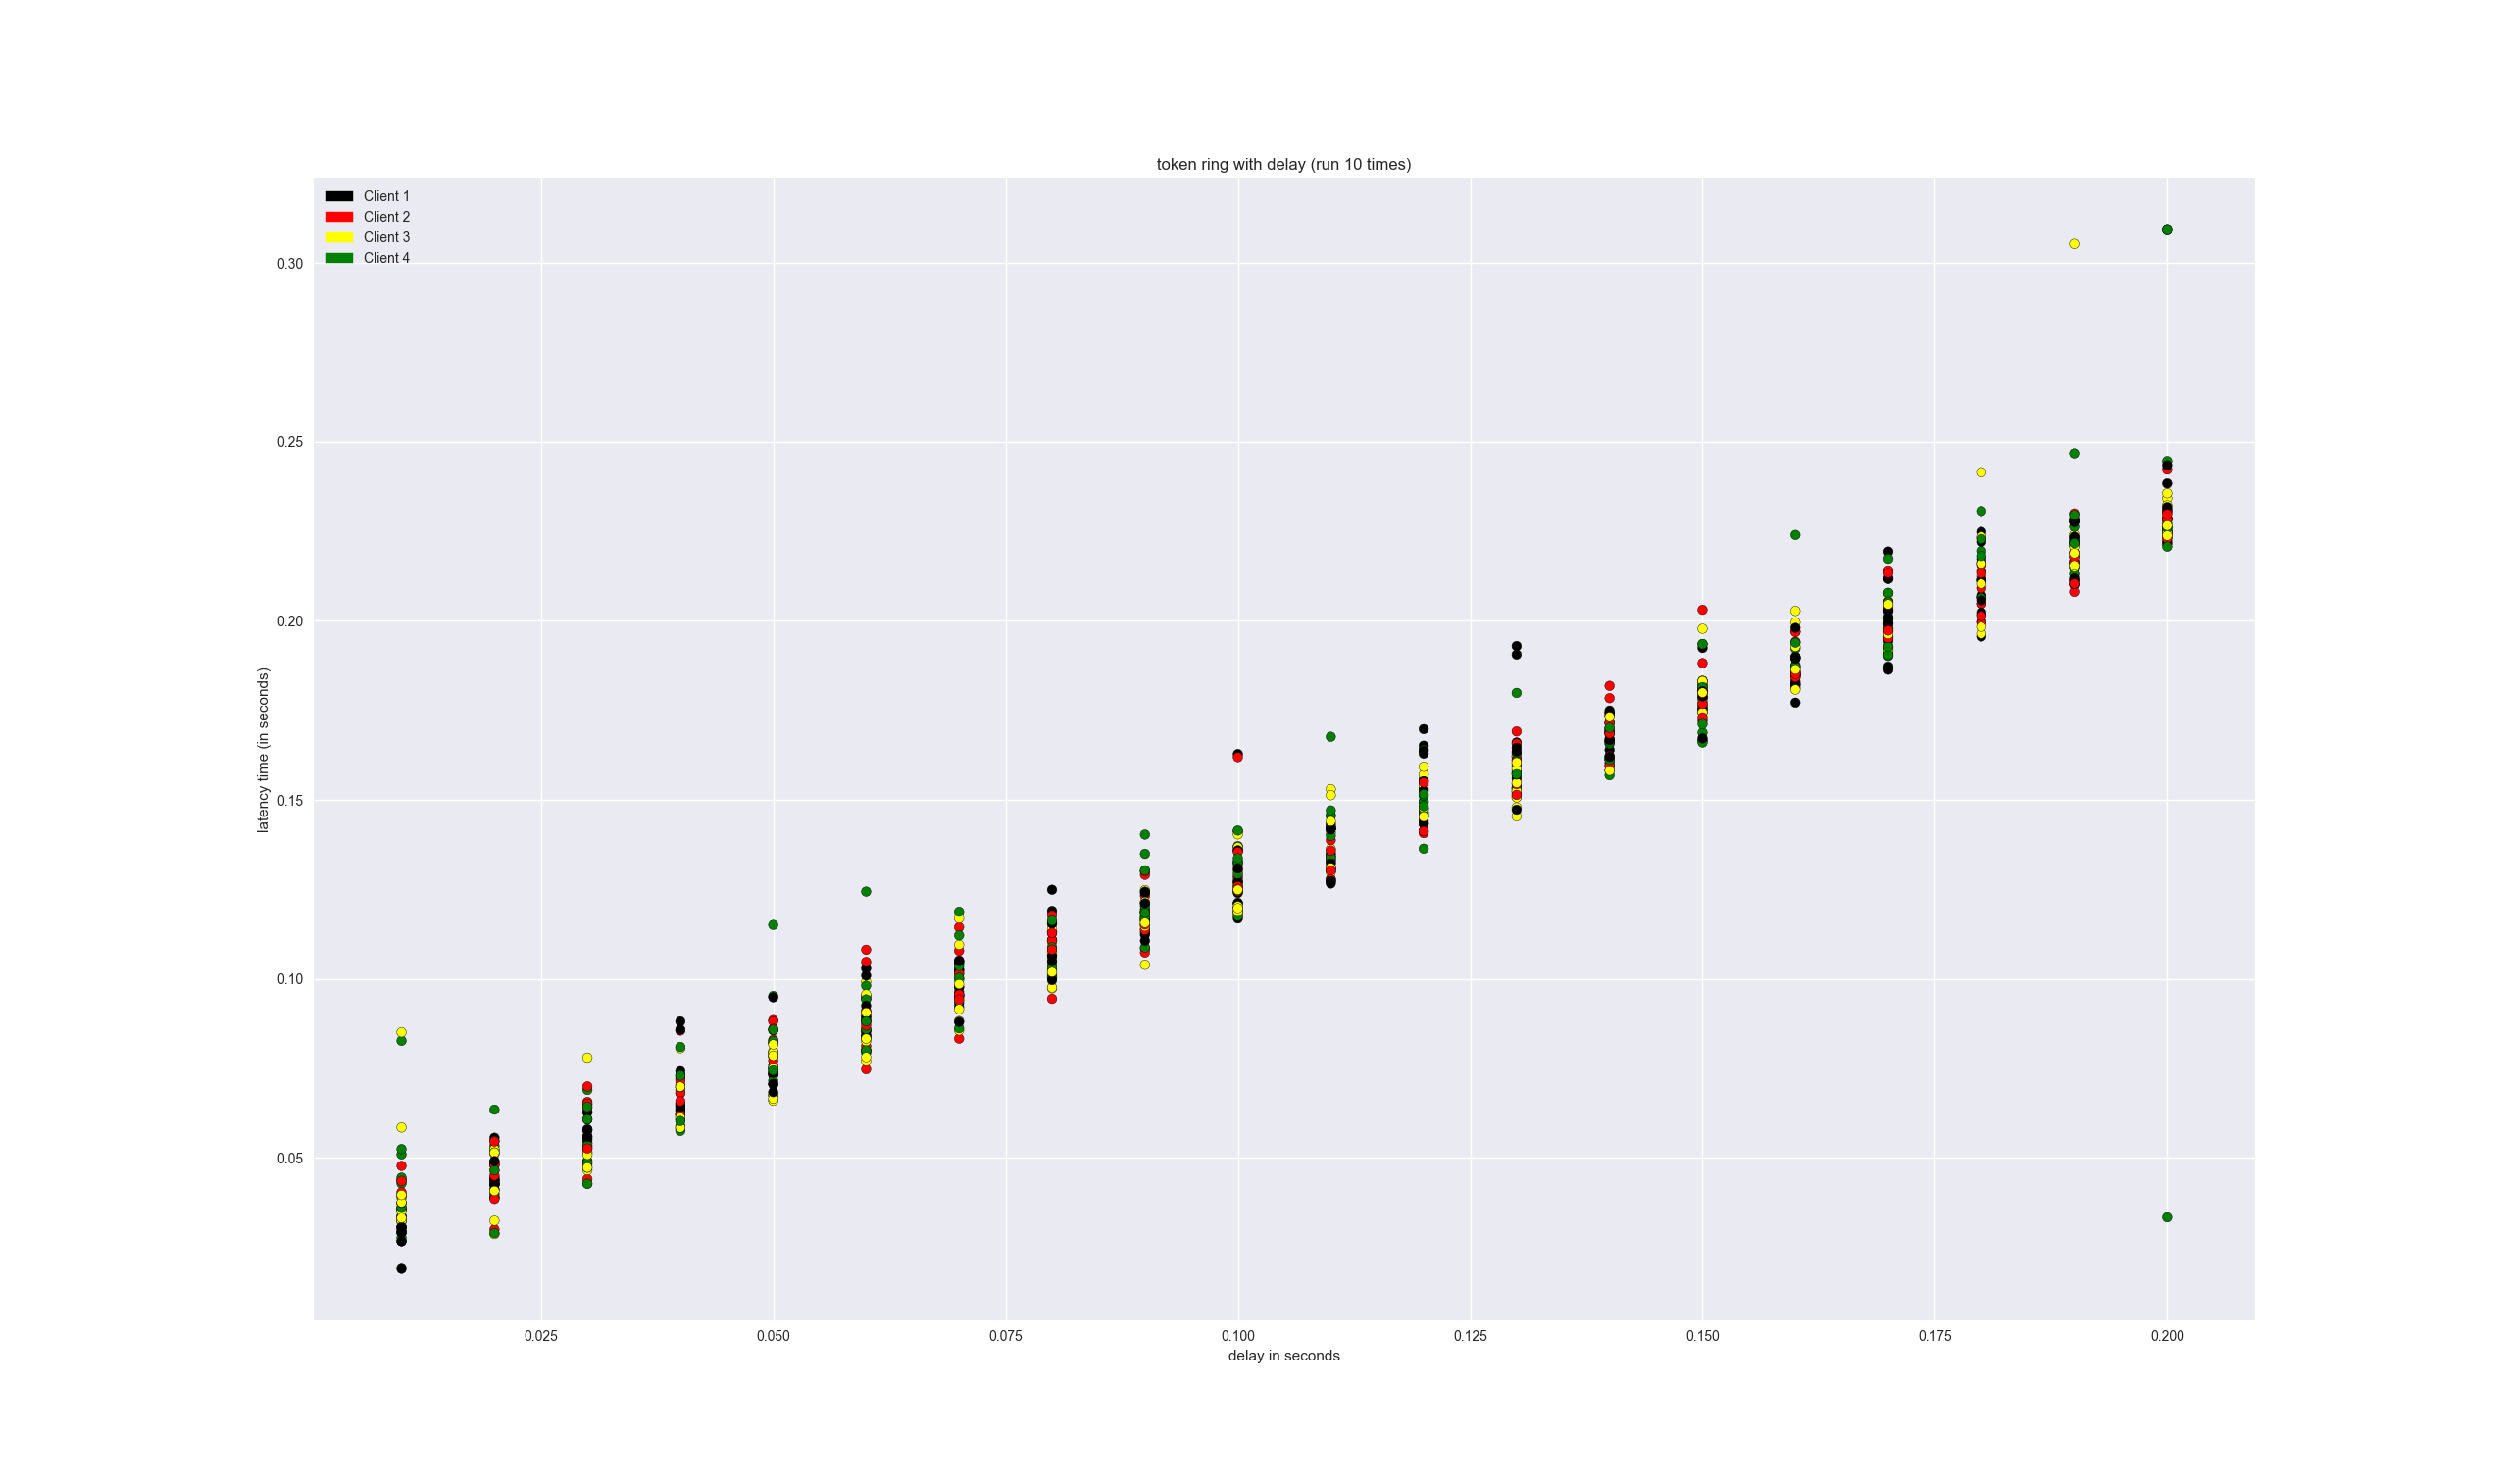 token ring with delay (run 10 times)
Client 1
Client 2
Client 3
Client 4
0.30
0.25
0.20
0.15
0.10
0.05
latency time (in seconds)
0.025 0.050 0.075 0.100 0.125 0.150 0.175 0.200
delay in seconds